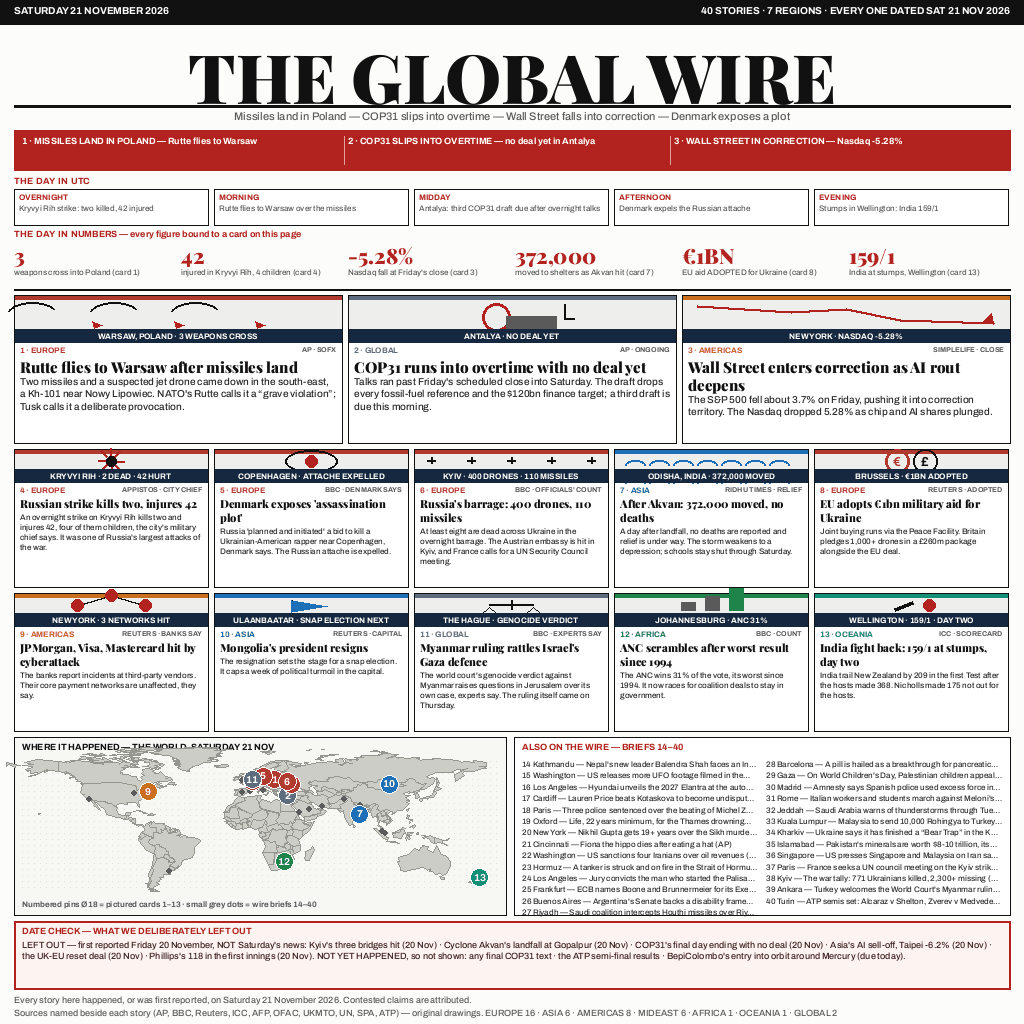 SATURDAY 21 NOVEMBER 2026
40 STORIES · 7 REGIONS · EVERY ONE DATED SAT 21 NOV 2026
THE GLOBAL WIRE
Missiles land in Poland — COP31 slips into overtime — Wall Street falls into correction — Denmark exposes a plot
1 · MISSILES LAND IN POLAND — Rutte flies to Warsaw
2 · COP31 SLIPS INTO OVERTIME — no deal yet in Antalya
3 · WALL STREET IN CORRECTION — Nasdaq -5.28%
THE DAY IN UTC
OVERNIGHT
Kryvyi Rih strike: two killed, 42 injured
MORNING
Rutte flies to Warsaw over the missiles
MIDDAY
Antalya: third COP31 draft due after overnight talks
AFTERNOON
Denmark expels the Russian attache
EVENING
Stumps in Wellington: India 159/1
THE DAY IN NUMBERS — every figure bound to a card on this page
3
weapons cross into Poland (card 1)
42
injured in Kryvyi Rih, 4 children (card 4)
-5.28%
Nasdaq fall at Friday's close (card 3)
372,000
moved to shelters as Akvan hit (card 7)
€1BN
EU aid ADOPTED for Ukraine (card 8)
159/1
India at stumps, Wellington (card 13)
WARSAW, POLAND · 3 WEAPONS CROSS
1 · EUROPE
AP · SOFX
Rutte flies to Warsaw after missiles land
Two missiles and a suspected jet drone came down in the south-east,
a Kh-101 near Nowy Lipowiec. NATO's Rutte calls it a “grave violation”;
Tusk calls it a deliberate provocation.
ANTALYA · NO DEAL YET
2 · GLOBAL
AP · ONGOING
COP31 runs into overtime with no deal yet
Talks ran past Friday's scheduled close into Saturday. The draft drops
every fossil-fuel reference and the $120bn finance target; a third draft is
due this morning.
NEW YORK · NASDAQ -5.28%
3 · AMERICAS
SIMPLELIFE · CLOSE
Wall Street enters correction as AI rout
deepens
The S&P 500 fell about 3.7% on Friday, pushing it into correction
territory. The Nasdaq dropped 5.28% as chip and AI shares plunged.
KRYVYI RIH · 2 DEAD · 42 HURT
4 · EUROPE
APPISTOS · CITY CHIEF
Russian strike kills two, injures 42
An overnight strike on Kryvyi Rih kills two and
injures 42, four of them children, the city's military
chief says. It was one of Russia's largest attacks of
the war.
COPENHAGEN · ATTACHE EXPELLED
5 · EUROPE
BBC · DENMARK SAYS
Denmark exposes 'assassination
plot'
Russia 'planned and initiated' a bid to kill a
Ukrainian-American rapper near Copenhagen,
Denmark says. The Russian attache is expelled.
KYIV · 400 DRONES · 110 MISSILES
6 · EUROPE
BBC · OFFICIALS' COUNT
Russia's barrage: 400 drones, 110
missiles
At least eight are dead across Ukraine in the
overnight barrage. The Austrian embassy is hit in
Kyiv, and France calls for a UN Security Council
meeting.
ODISHA, INDIA · 372,000 MOVED
7 · ASIA
RIDHU TIMES · RELIEF
After Akvan: 372,000 moved, no
deaths
A day after landfall, no deaths are reported and
relief is under way. The storm weakens to a
depression; schools stay shut through Saturday.
€
£
BRUSSELS · €1BN ADOPTED
8 · EUROPE
REUTERS · ADOPTED
EU adopts €1bn military aid for
Ukraine
Joint buying runs via the Peace Facility. Britain
pledges 1,000+ drones in a £260m package
alongside the EU deal.
NEW YORK · 3 NETWORKS HIT
9 · AMERICAS
REUTERS · BANKS SAY
JPMorgan, Visa, Mastercard hit by
cyberattack
The banks report incidents at third-party vendors.
Their core payment networks are unaffected, they
say.
ULAANBAATAR · SNAP ELECTION NEXT
10 · ASIA
REUTERS · CAPITAL
Mongolia's president resigns
The resignation sets the stage for a snap election.
It caps a week of political turmoil in the capital.
THE HAGUE · GENOCIDE VERDICT
11 · GLOBAL
BBC · EXPERTS SAY
Myanmar ruling rattles Israel's
Gaza defence
The world court's genocide verdict against
Myanmar raises questions in Jerusalem over its
own case, experts say. The ruling itself came on
Thursday.
JOHANNESBURG · ANC 31%
12 · AFRICA
BBC · COUNT
ANC scrambles after worst result
since 1994
The ANC wins 31% of the vote, its worst since
1994. It now races for coalition deals to stay in
government.
WELLINGTON · 159/1 · DAY TWO
13 · OCEANIA
ICC · SCORECARD
India fight back: 159/1 at stumps,
day two
India trail New Zealand by 209 in the first Test after
the hosts made 368. Nicholls made 175 not out for
the hosts.
WHERE IT HAPPENED — THE WORLD, SATURDAY 21 NOV
9
11
6
2
10
7
12
13
Numbered pins Ø 18 = pictured cards 1–13 · small grey dots = wire briefs 14–40
ALSO ON THE WIRE — BRIEFS 14–40
14 Kathmandu — Nepal's new leader Balendra Shah faces an In…
15 Washington — US releases more UFO footage filmed in the…
16 Los Angeles — Hyundai unveils the 2027 Elantra at the auto…
17 Cardiff — Lauren Price beats Kotaskova to become undisput…
18 Paris — Three police sentenced over the beating of Michel Z…
19 Oxford — Life, 22 years minimum, for the Thames drowning…
20 New York — Nikhil Gupta gets 19+ years over the Sikh murde…
21 Cincinnati — Fiona the hippo dies after eating a hat (AP)
22 Washington — US sanctions four Iranians over oil revenues (…
23 Hormuz — A tanker is struck and on fire in the Strait of Hormu…
24 Los Angeles — Jury convicts the man who started the Palisa…
25 Frankfurt — ECB names Boone and Brunnermeier for its Exe…
26 Buenos Aires — Argentina's Senate backs a disability frame…
27 Riyadh — Saudi coalition intercepts Houthi missiles over Riy…
28 Barcelona — A pill is hailed as a breakthrough for pancreatic…
29 Gaza — On World Children's Day, Palestinian children appeal…
30 Madrid — Amnesty says Spanish police used excessive force in…
31 Rome — Italian workers and students march against Meloni's…
32 Jeddah — Saudi Arabia warns of thunderstorms through Tue…
33 Kuala Lumpur — Malaysia to send 10,000 Rohingya to Turkey…
34 Kharkiv — Ukraine says it has finished a “Bear Trap” in the K…
35 Islamabad — Pakistan's minerals are worth $8-10 trillion, its…
36 Singapore — US presses Singapore and Malaysia on Iran sa…
37 Paris — France seeks a UN council meeting on the Kyiv strik…
38 Kyiv — The war tally: 771 Ukrainians killed, 2,300+ missing (…
39 Ankara — Turkey welcomes the World Court's Myanmar rulin…
40 Turin — ATP semis set: Alcaraz v Shelton, Zverev v Medvede…
DATE CHECK — WHAT WE DELIBERATELY LEFT OUT
LEFT OUT — first reported Friday 20 November, NOT Saturday's news: Kyiv's three bridges hit (20 Nov) · Cyclone Akvan's landfall at Gopalpur (20 Nov) · COP31's final day ending with no deal (20 Nov) · Asia's AI sell-off, Taipei -6.2% (20 Nov) ·
the UK-EU reset deal (20 Nov) · Phillips's 118 in the first innings (20 Nov). NOT YET HAPPENED, so not shown: any final COP31 text · the ATP semi-final results · BepiColombo's entry into orbit around Mercury (due today).
Every story here happened, or was first reported, on Saturday 21 November 2026. Contested claims are attributed.
Sources named beside each story (AP, BBC, Reuters, ICC, AFP, OFAC, UKMTO, UN, SPA, ATP) — original drawings. EUROPE 16 · ASIA 6 · AMERICAS 8 · MIDEAST 6 · AFRICA 1 · OCEANIA 1 · GLOBAL 2